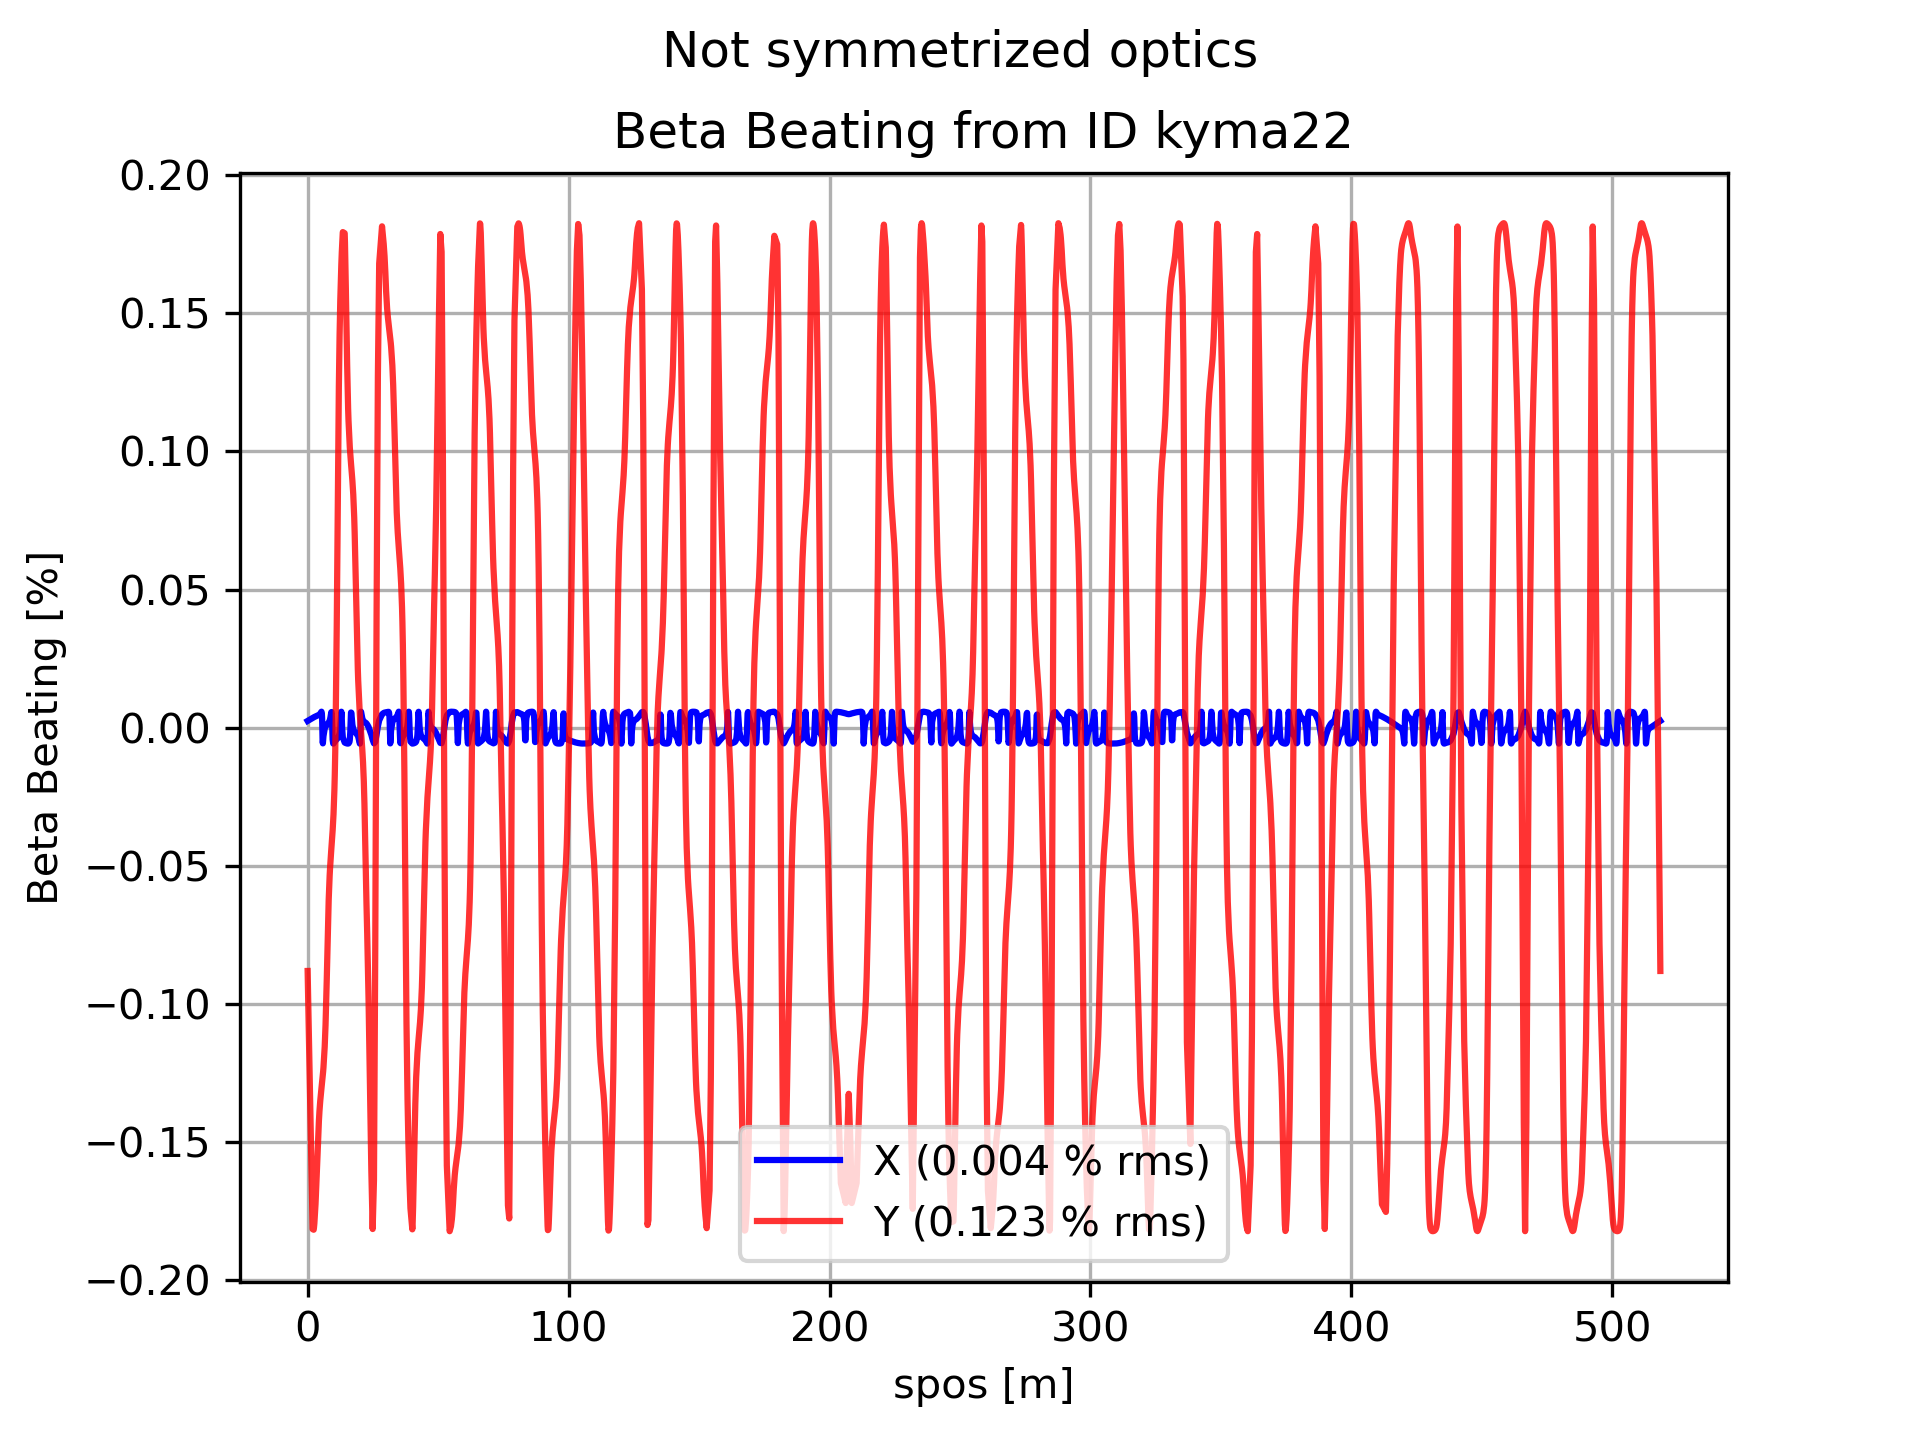 Not symmetrized optics
Beta Beating from ID kyma22
0.20
0.15
0.10
0.05
0.00
−0.05
−0.10
−0.15
−0.20
Beta Beating [%]
X (0.004 % rms)
Y (0.123 % rms)
0 100 200 300 400 500
spos [m]